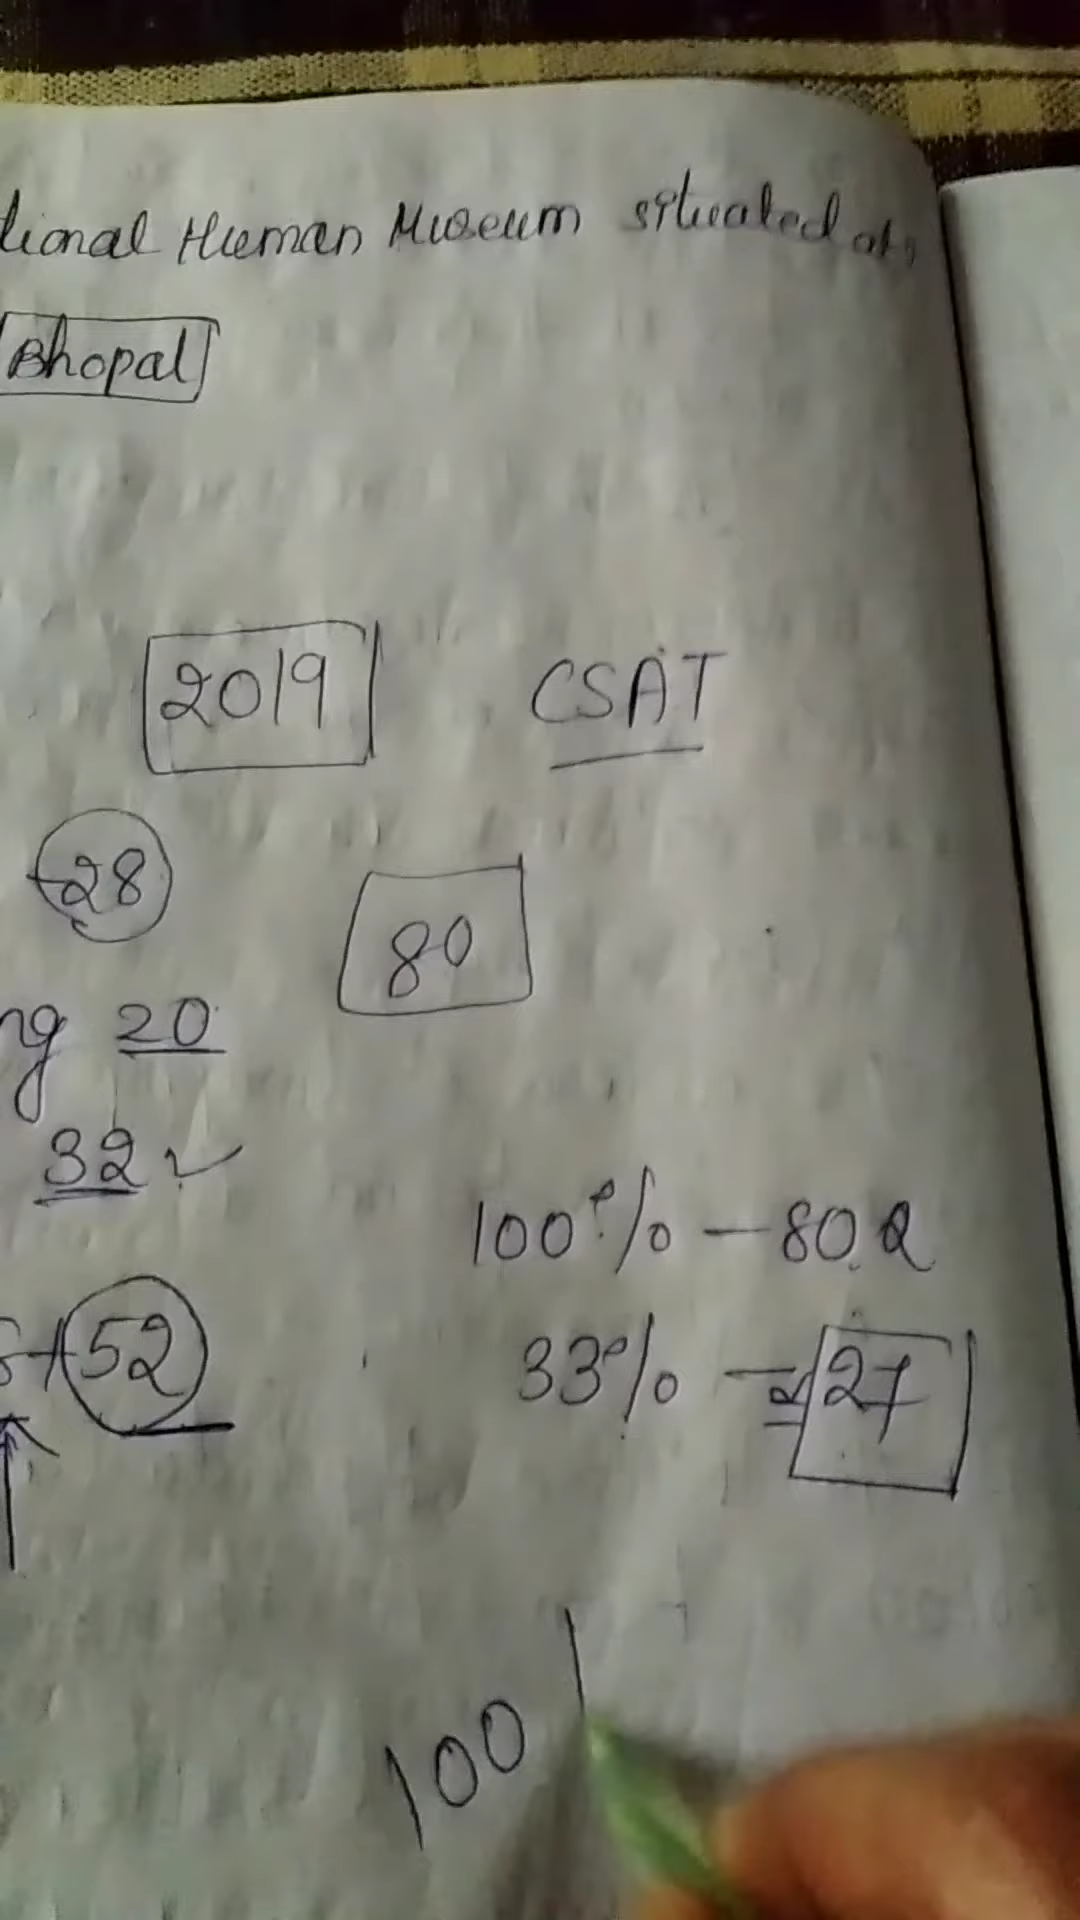 tional Human Museum situated at,
Bhopal
2019 CSAT
28
80
ng 20
32 ✓
100% - 80 Q
52
33% - 27
100